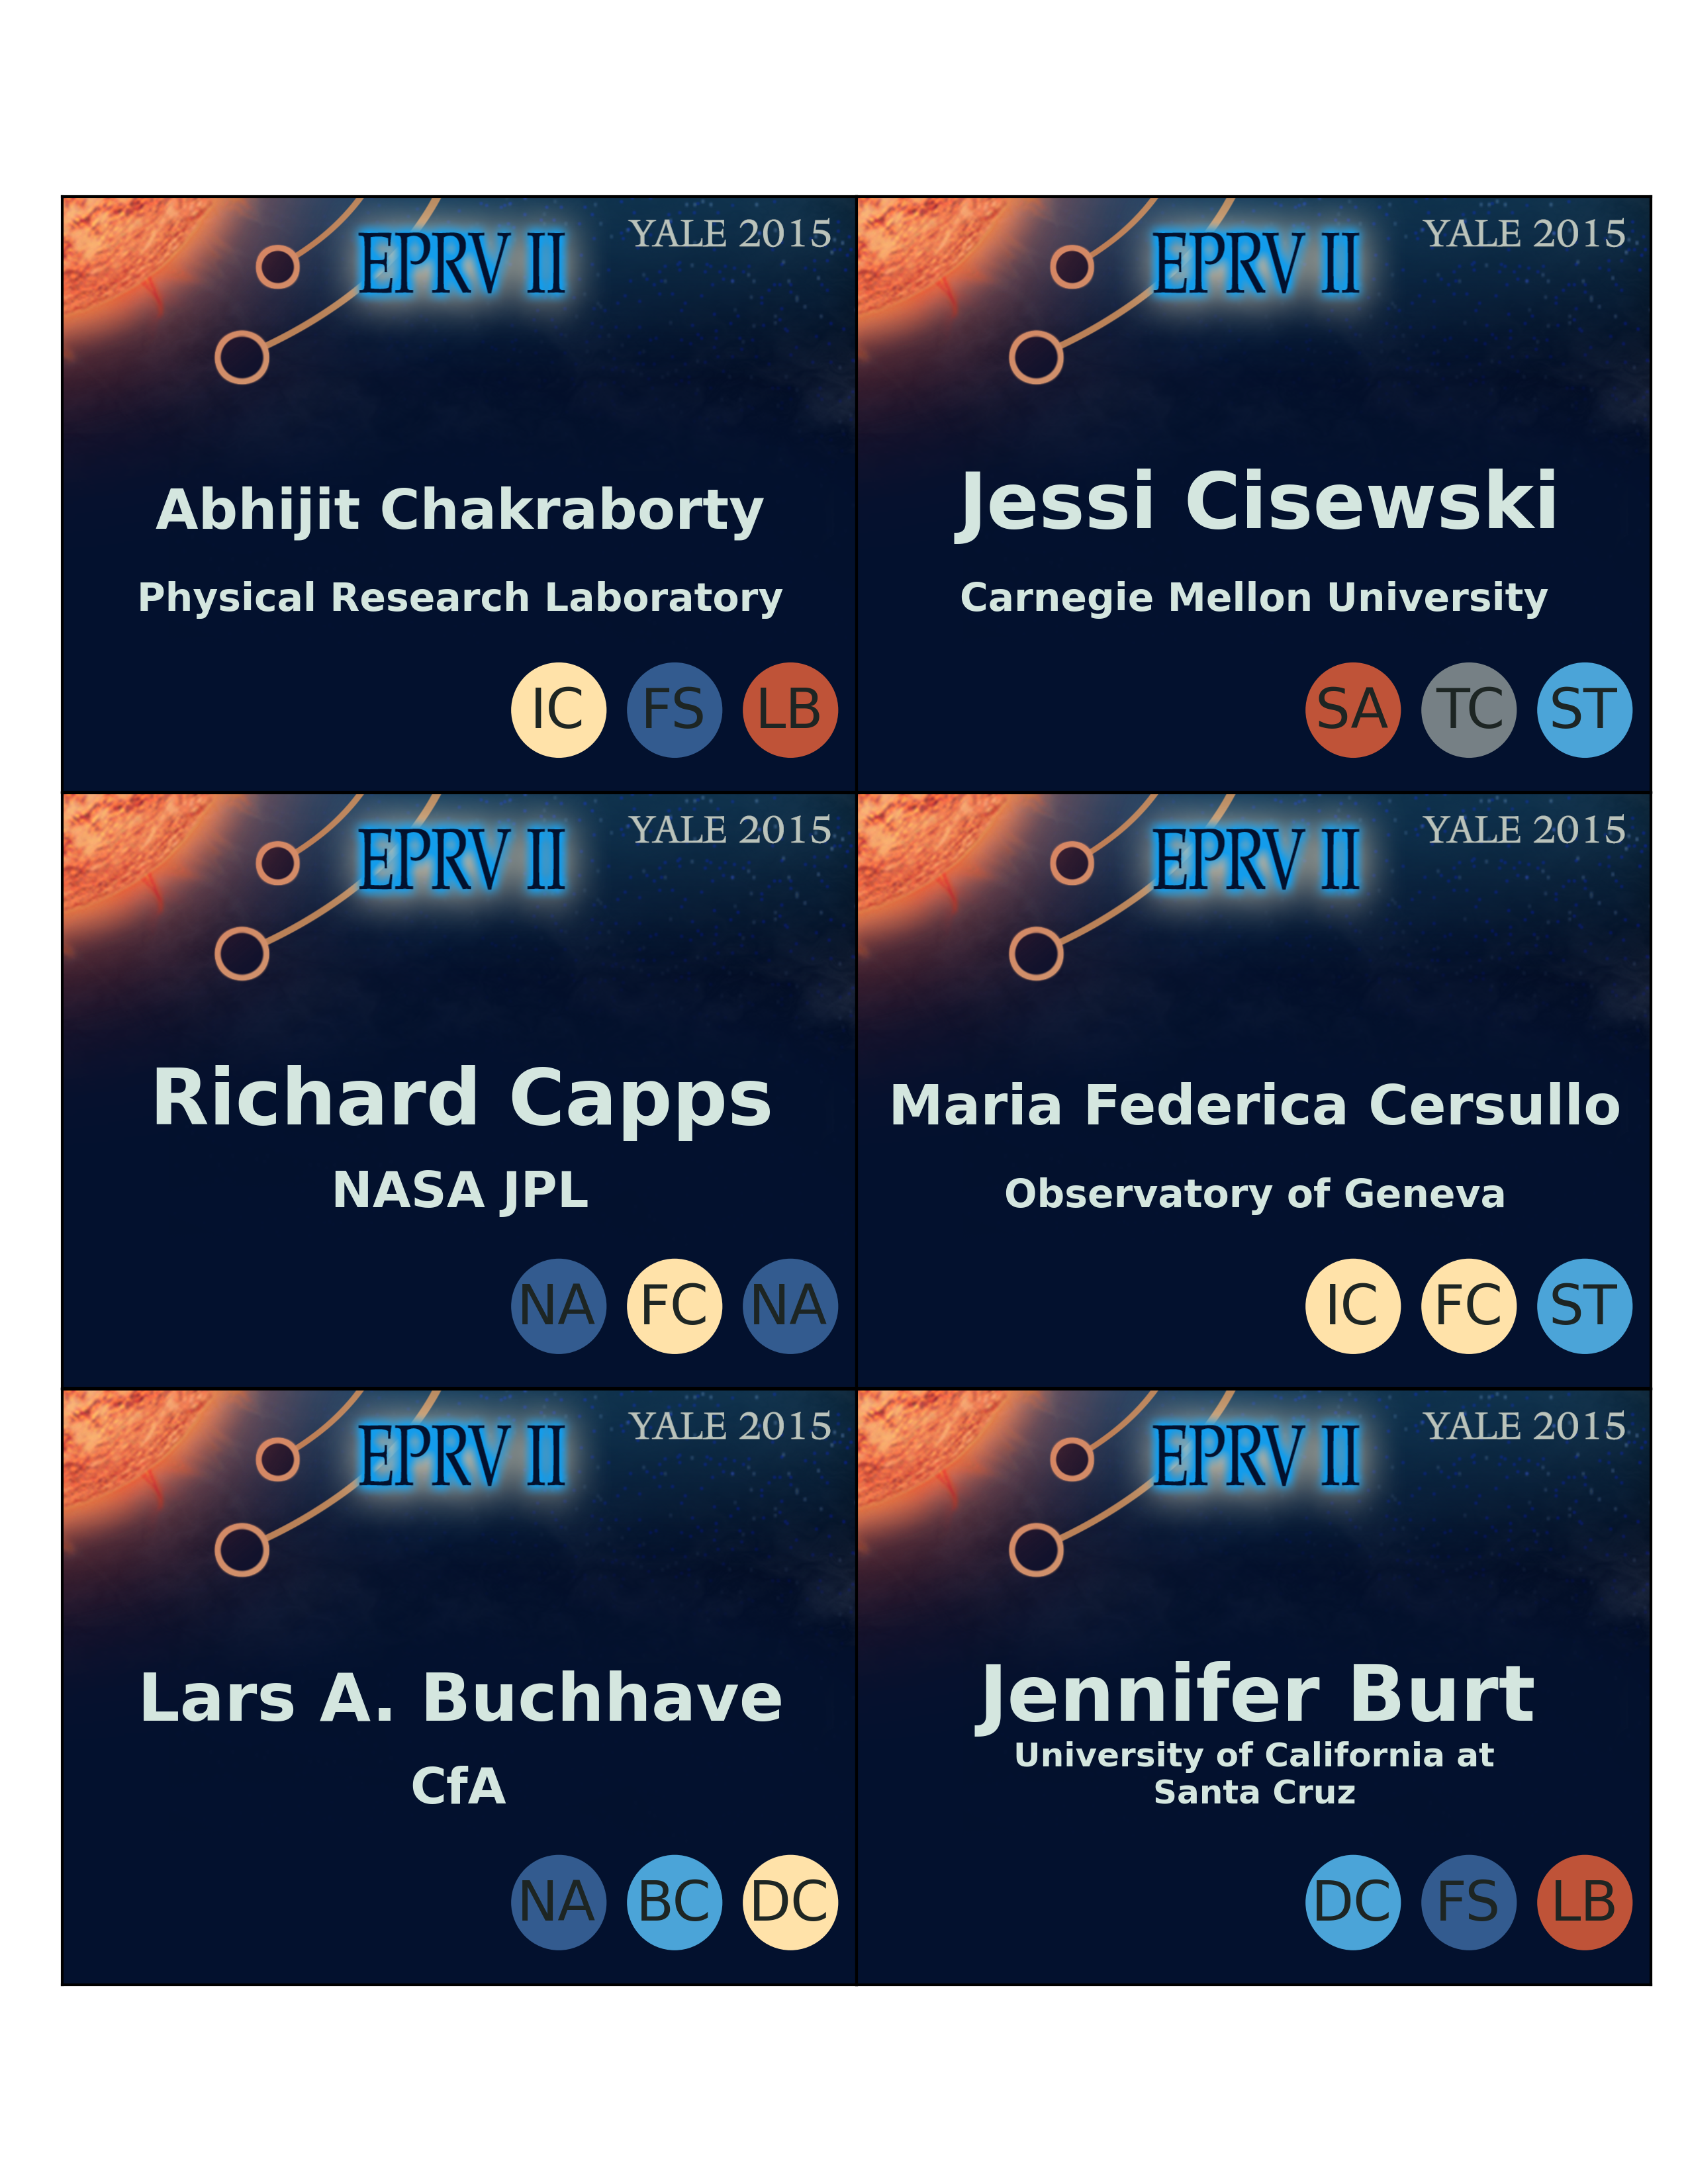 EPRV II YALE 2015
Abhijit Chakraborty
Physical Research Laboratory
IC FS LB
EPRV II YALE 2015
Jessi Cisewski
Carnegie Mellon University
SA TC ST
EPRV II YALE 2015
Richard Capps
NASA JPL
NA FC NA
EPRV II YALE 2015
Maria Federica Cersullo
Observatory of Geneva
IC FC ST
EPRV II YALE 2015
Lars A. Buchhave
CfA
NA BC DC
EPRV II YALE 2015
Jennifer Burt
University of California at
Santa Cruz
DC FS LB